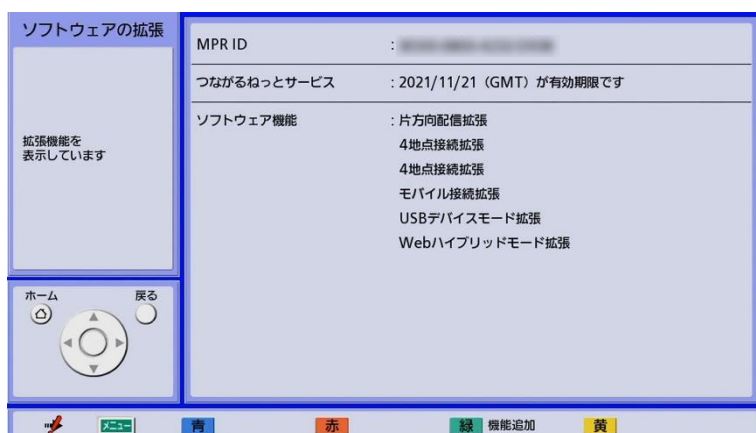 ソフトウェアの拡張
拡張機能を
表示しています
MPR ID :
つながるねっとサービス : 2021/11/21（GMT）が有効期限です
ソフトウェア機能 : 片方向配信拡張
4地点接続拡張
4地点接続拡張
モバイル接続拡張
USBデバイスモード拡張
Webハイブリッドモード拡張
ホーム 戻る
メニュー 青 赤 緑 機能追加 黄